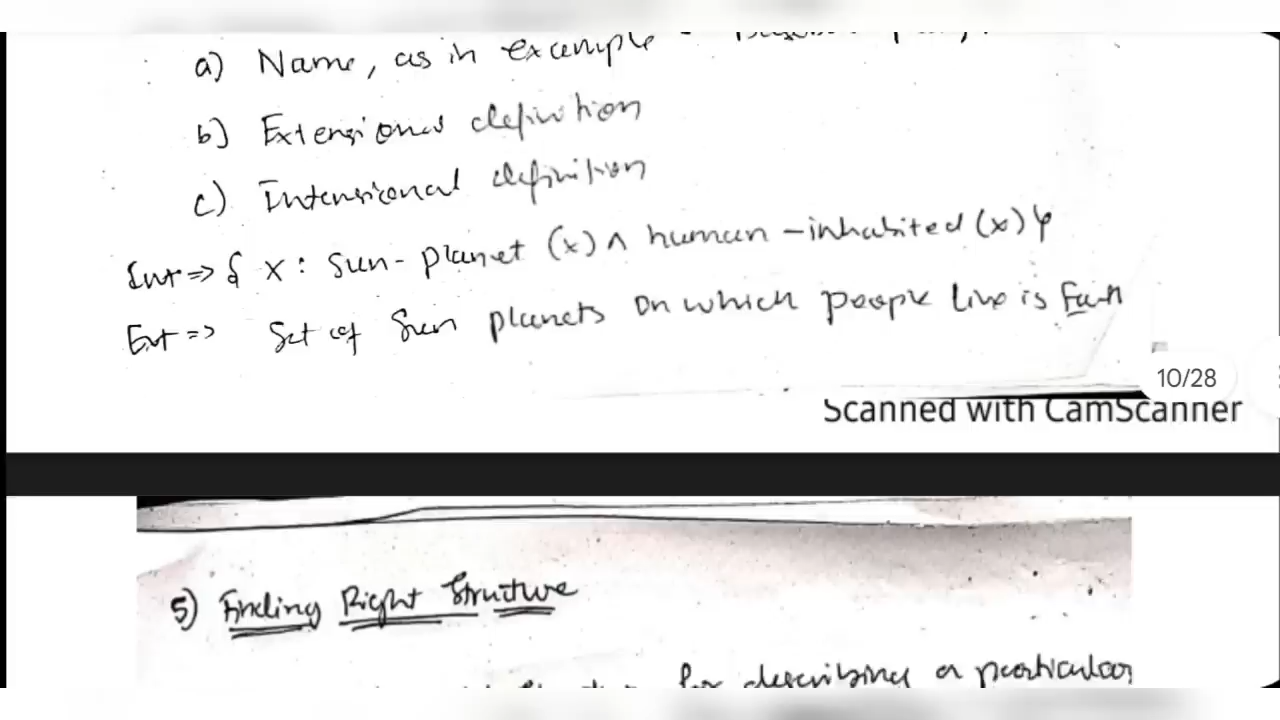 a) Name, as in example
b) Extensional definition
c) Intensional definition
Int => { x : sun-planet (x) ∧ human-inhabited (x) }
Ext => Set of Sun planets on which people live is Earth
10/28
Scanned with CamScanner
5) Finding Right Structure
for describing a particular